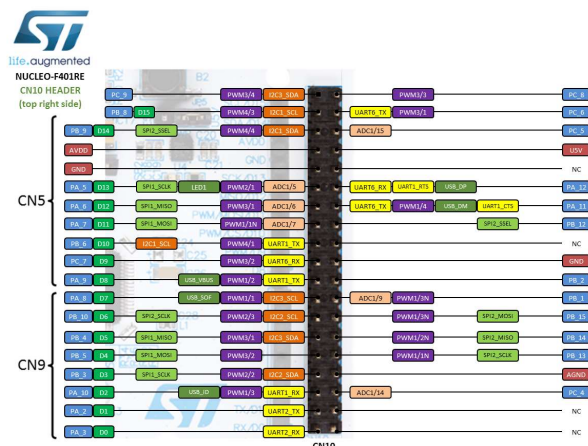 life.augmented
NUCLEO-F401RE
CN10 HEADER
(top right side)
B2
PC_9 PWM3/4 I2C3_SDA PWM3/3 PC_8
PB_8 D15 PWM4/3 I2C1_SCL UART6_TX PWM3/1 PC_6
PB_9 D14 SPI2_SSEL PWM4/4 I2C1_SDA ADC1/15 PC_5
AVDD U5V
GND NC
CN5
PA_5 D13 SPI1_SCLK LED1 PWM2/1 ADC1/5 UART6_RX UART1_RTS USB_DP PA_12
PA_6 D12 SPI1_MISO PWM3/1 ADC1/6 UART6_TX PWM1/4 USB_DM UART1_CTS PA_11
PA_7 D11 SPI1_MOSI PWM1/1N ADC1/7 SPI2_SSEL PB_12
PB_6 D10 I2C1_SCL PWM4/1 UART1_TX NC
PC_7 D9 PWM3/2 UART6_RX GND
PA_9 D8 USB_VBUS PWM1/2 UART1_TX PB_2
PA_8 D7 USB_SOF PWM1/1 I2C3_SCL ADC1/9 PWM1/3N PB_1
PB_10 D6 SPI2_SCLK PWM2/3 I2C2_SCL PWM1/3N SPI2_MOSI PB_15
PB_4 D5 SPI1_MISO PWM3/1 I2C3_SDA PWM1/2N SPI2_MISO PB_14
CN9
PB_5 D4 SPI1_MOSI PWM3/2 PWM1/1N SPI2_SCLK PB_13
PB_3 D3 SPI1_SCLK PWM2/2 I2C2_SDA AGND
PA_10 D2 USB_ID PWM1/3 UART1_RX ADC1/14 PC_4
PA_2 D1 UART2_TX NC
PA_3 D0 UART2_RX NC
CN10